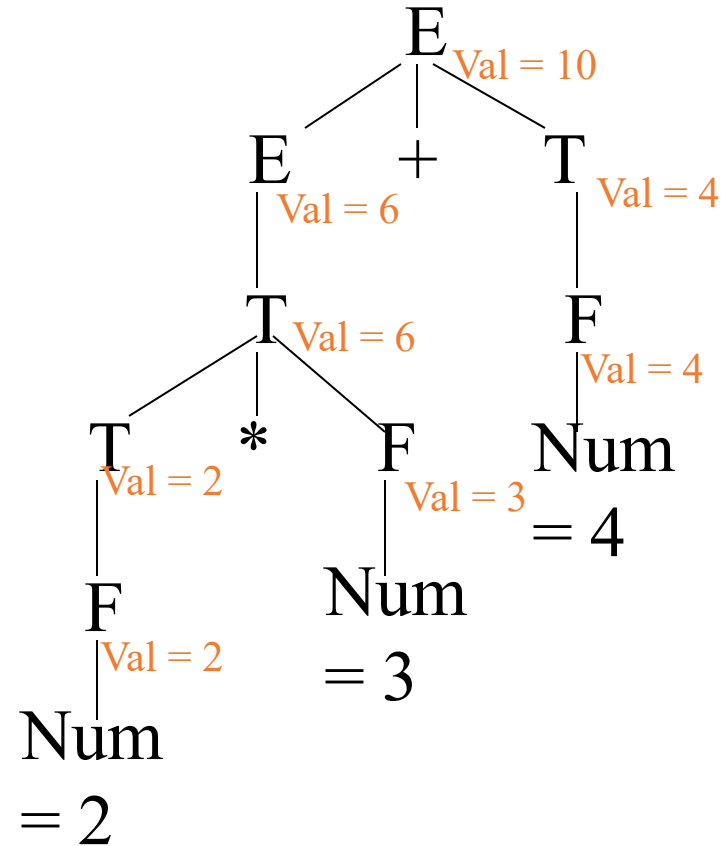 E
Val = 10
E + T
Val = 6 Val = 4
T F
Val = 6 Val = 4
T * F Num
Val = 2 Val = 3 = 4
F Num
Val = 2 = 3
Num
= 2